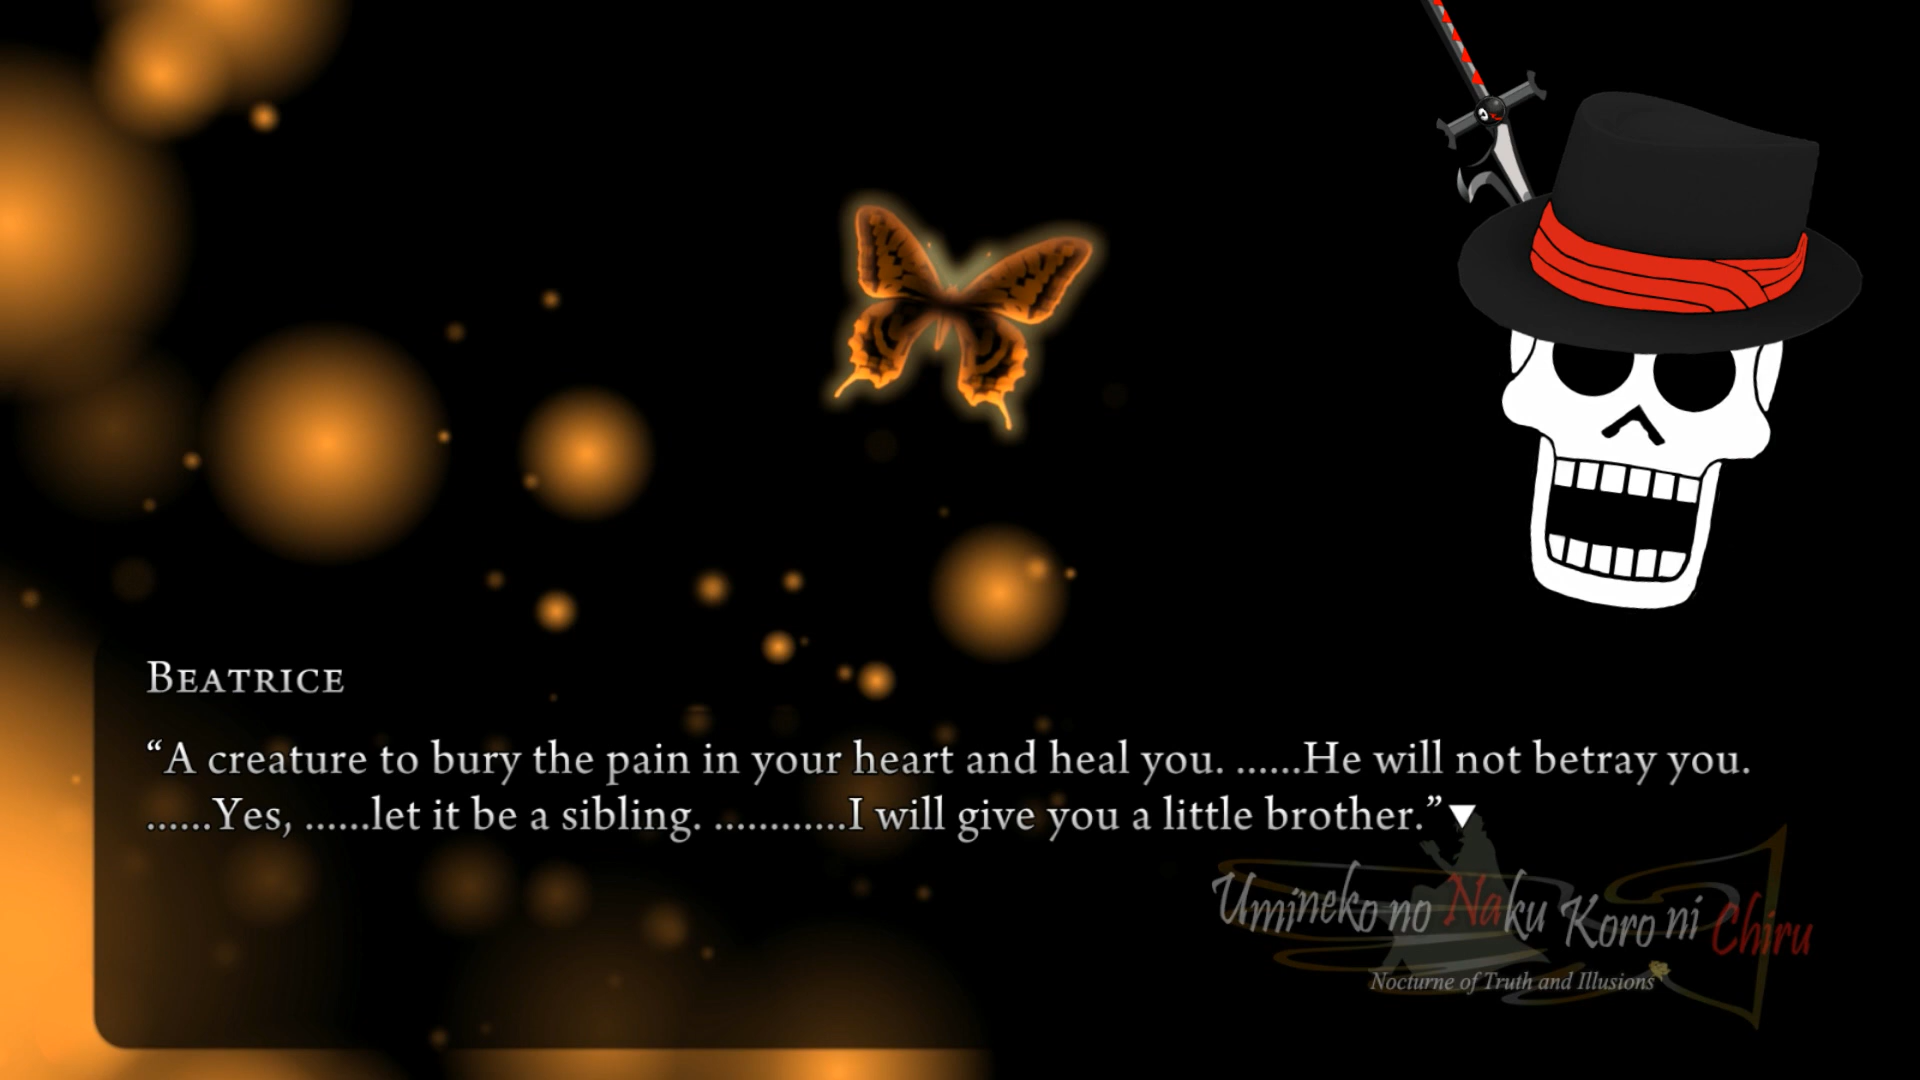 BEATRICE
“A creature to bury the pain in your heart and heal you. ......He will not betray you.
......Yes, ......let it be a sibling. ............I will give you a little brother.”
Umineko no Naku Koro ni Chiru
Nocturne of Truth and Illusions